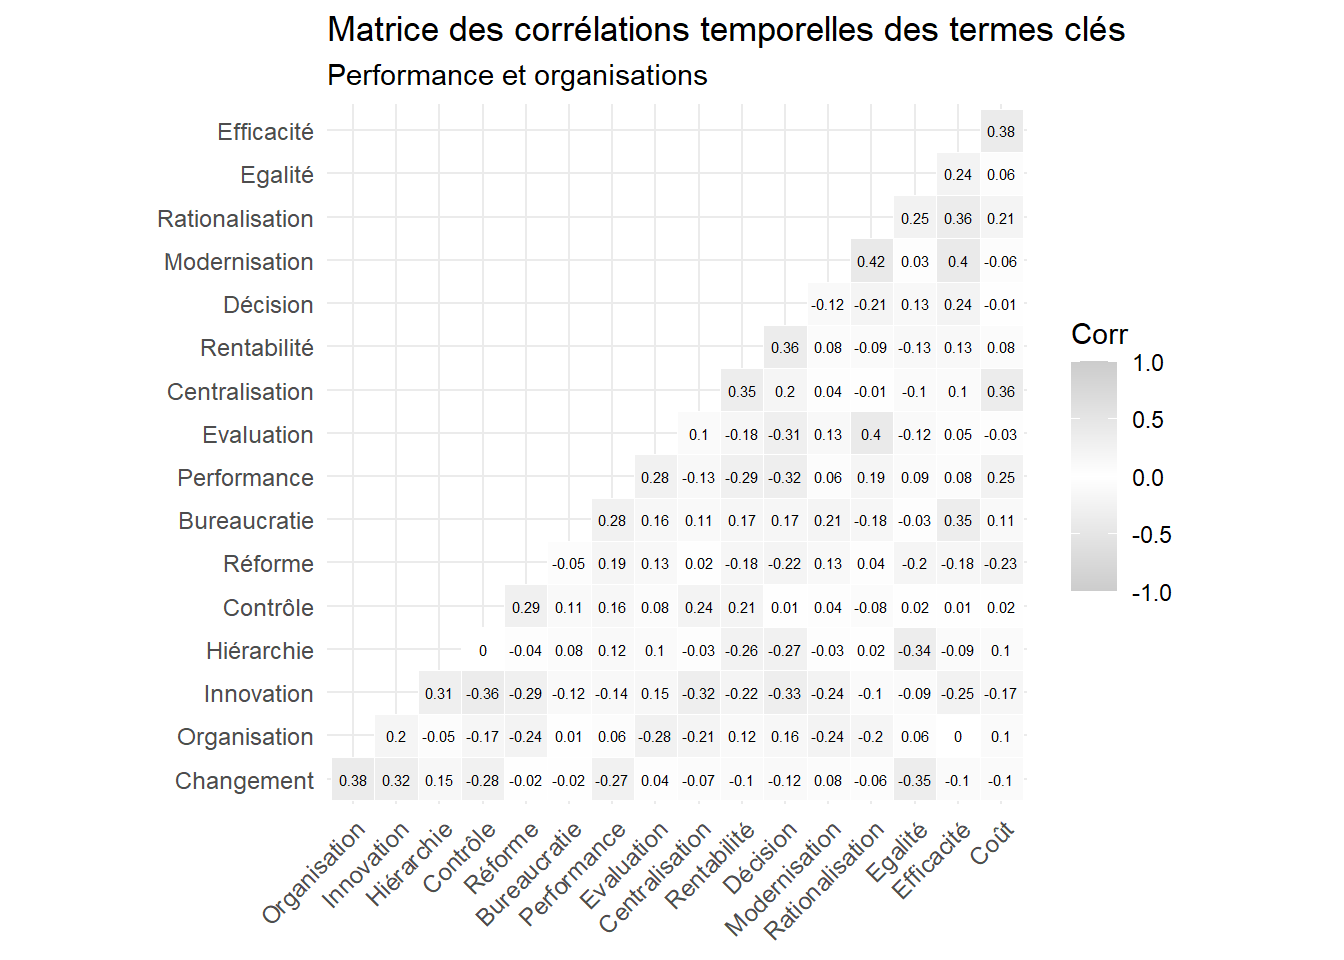 Matrice des corrélations temporelles des termes clés
Performance et organisations
Efficacité 0.38
Egalité 0.24 0.06
Rationalisation 0.25 0.36 0.21
Modernisation 0.42 0.03 0.4 -0.06
Décision -0.12 -0.21 0.13 0.24 -0.01
Rentabilité 0.36 0.08 -0.09 -0.13 0.13 0.08
Centralisation 0.35 0.2 0.04 -0.01 -0.1 0.1 0.36
Evaluation 0.1 -0.18 -0.31 0.13 0.4 -0.12 0.05 -0.03
Performance 0.28 -0.13 -0.29 -0.32 0.06 0.19 0.09 0.08 0.25
Bureaucratie 0.28 0.16 0.11 0.17 0.17 0.21 -0.18 -0.03 0.35 0.11
Réforme -0.05 0.19 0.13 0.02 -0.18 -0.22 0.13 0.04 -0.2 -0.18 -0.23
Contrôle 0.29 0.11 0.16 0.08 0.24 0.21 0.01 0.04 -0.08 0.02 0.01 0.02
Hiérarchie 0 -0.04 0.08 0.12 0.1 -0.03 -0.26 -0.27 -0.03 0.02 -0.34 -0.09 0.1
Innovation 0.31 -0.36 -0.29 -0.12 -0.14 0.15 -0.32 -0.22 -0.33 -0.24 -0.1 -0.09 -0.25 -0.17
Organisation 0.2 -0.05 -0.17 -0.24 0.01 0.06 -0.28 -0.21 0.12 0.16 -0.24 -0.2 0.06 0 0.1
Changement 0.38 0.32 0.15 -0.28 -0.02 -0.02 -0.27 0.04 -0.07 -0.1 -0.12 0.08 -0.06 -0.35 -0.1 -0.1
Organisation
Innovation
Hiérarchie
Contrôle
Réforme
Bureaucratie
Performance
Evaluation
Centralisation
Rentabilité
Décision
Modernisation
Rationalisation
Egalité
Efficacité
Coût
Corr
1.0
0.5
0.0
-0.5
-1.0